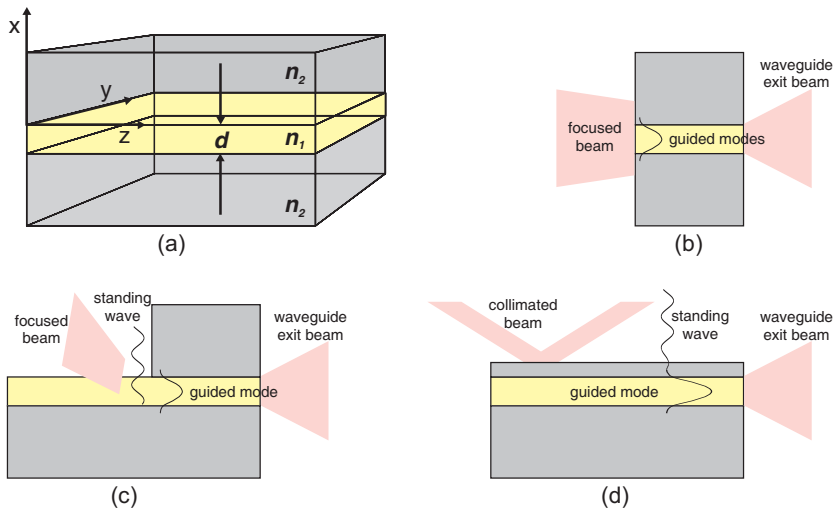 x
n2
y
z
d
n1
n2
(a)
waveguide
exit beam
focused
beam
guided modes
(b)
focused
beam
standing
wave
waveguide
exit beam
guided mode
(c)
collimated
beam
standing
wave
waveguide
exit beam
guided mode
(d)